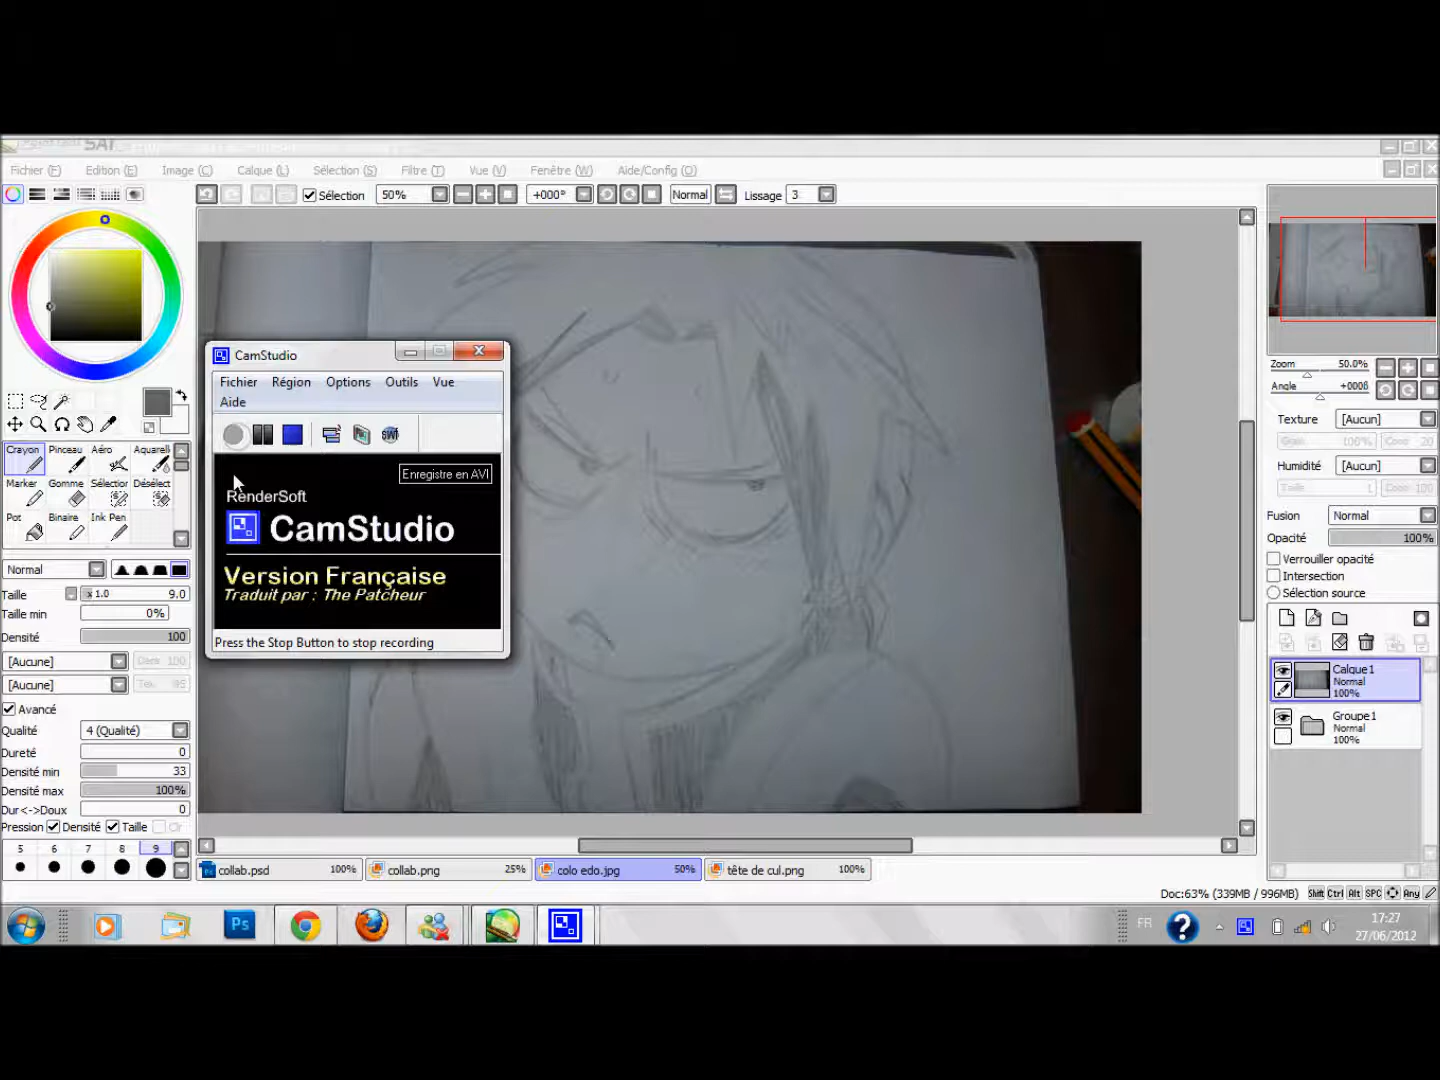 SAI
Fichier (F) Edition (E) Image (C) Calque (L) Sélection (S) Filtre (T) Vue (V) Fenêtre (W) Aide/Config (O)
Sélection 50% +000° Normal Lissage 3
CamStudio
Fichier Région Options Outils Vue
Aide
Enregistre en AVI
RenderSoft
CamStudio
Version Française
Traduit par : The Patcheur
Press the Stop Button to stop recording
Crayon Pinceau Aéro Aquarell
Marker Gomme Sélection Désélect
Pot Binaire Ink Pen
Normal
Taille x1.0 9.0
Taille min 0%
Densité 100
[Aucune]
[Aucune]
Avancé
Qualité 4 (Qualité)
Dureté 0
Densité min 33
Densité max 100%
Dur<->Doux 0
Pression Densité Taille
5 6 7 8 9
Zoom 50.0%
Angle
Texture [Aucun]
100%
Humidité [Aucun]
Taille 1 100
Fusion Normal
Opacité 100%
Verrouiller opacité
Intersection
Sélection source
Calque1
Normal
100%
Groupe1
Normal
100%
collab.psd 100% collab.png 25% colo edo.jpg 50% tête de cul.png 100%
Doc:63% (339MB / 996MB) Shift Ctrl Alt SPC Any
Ps FR 17:27
27/06/2012